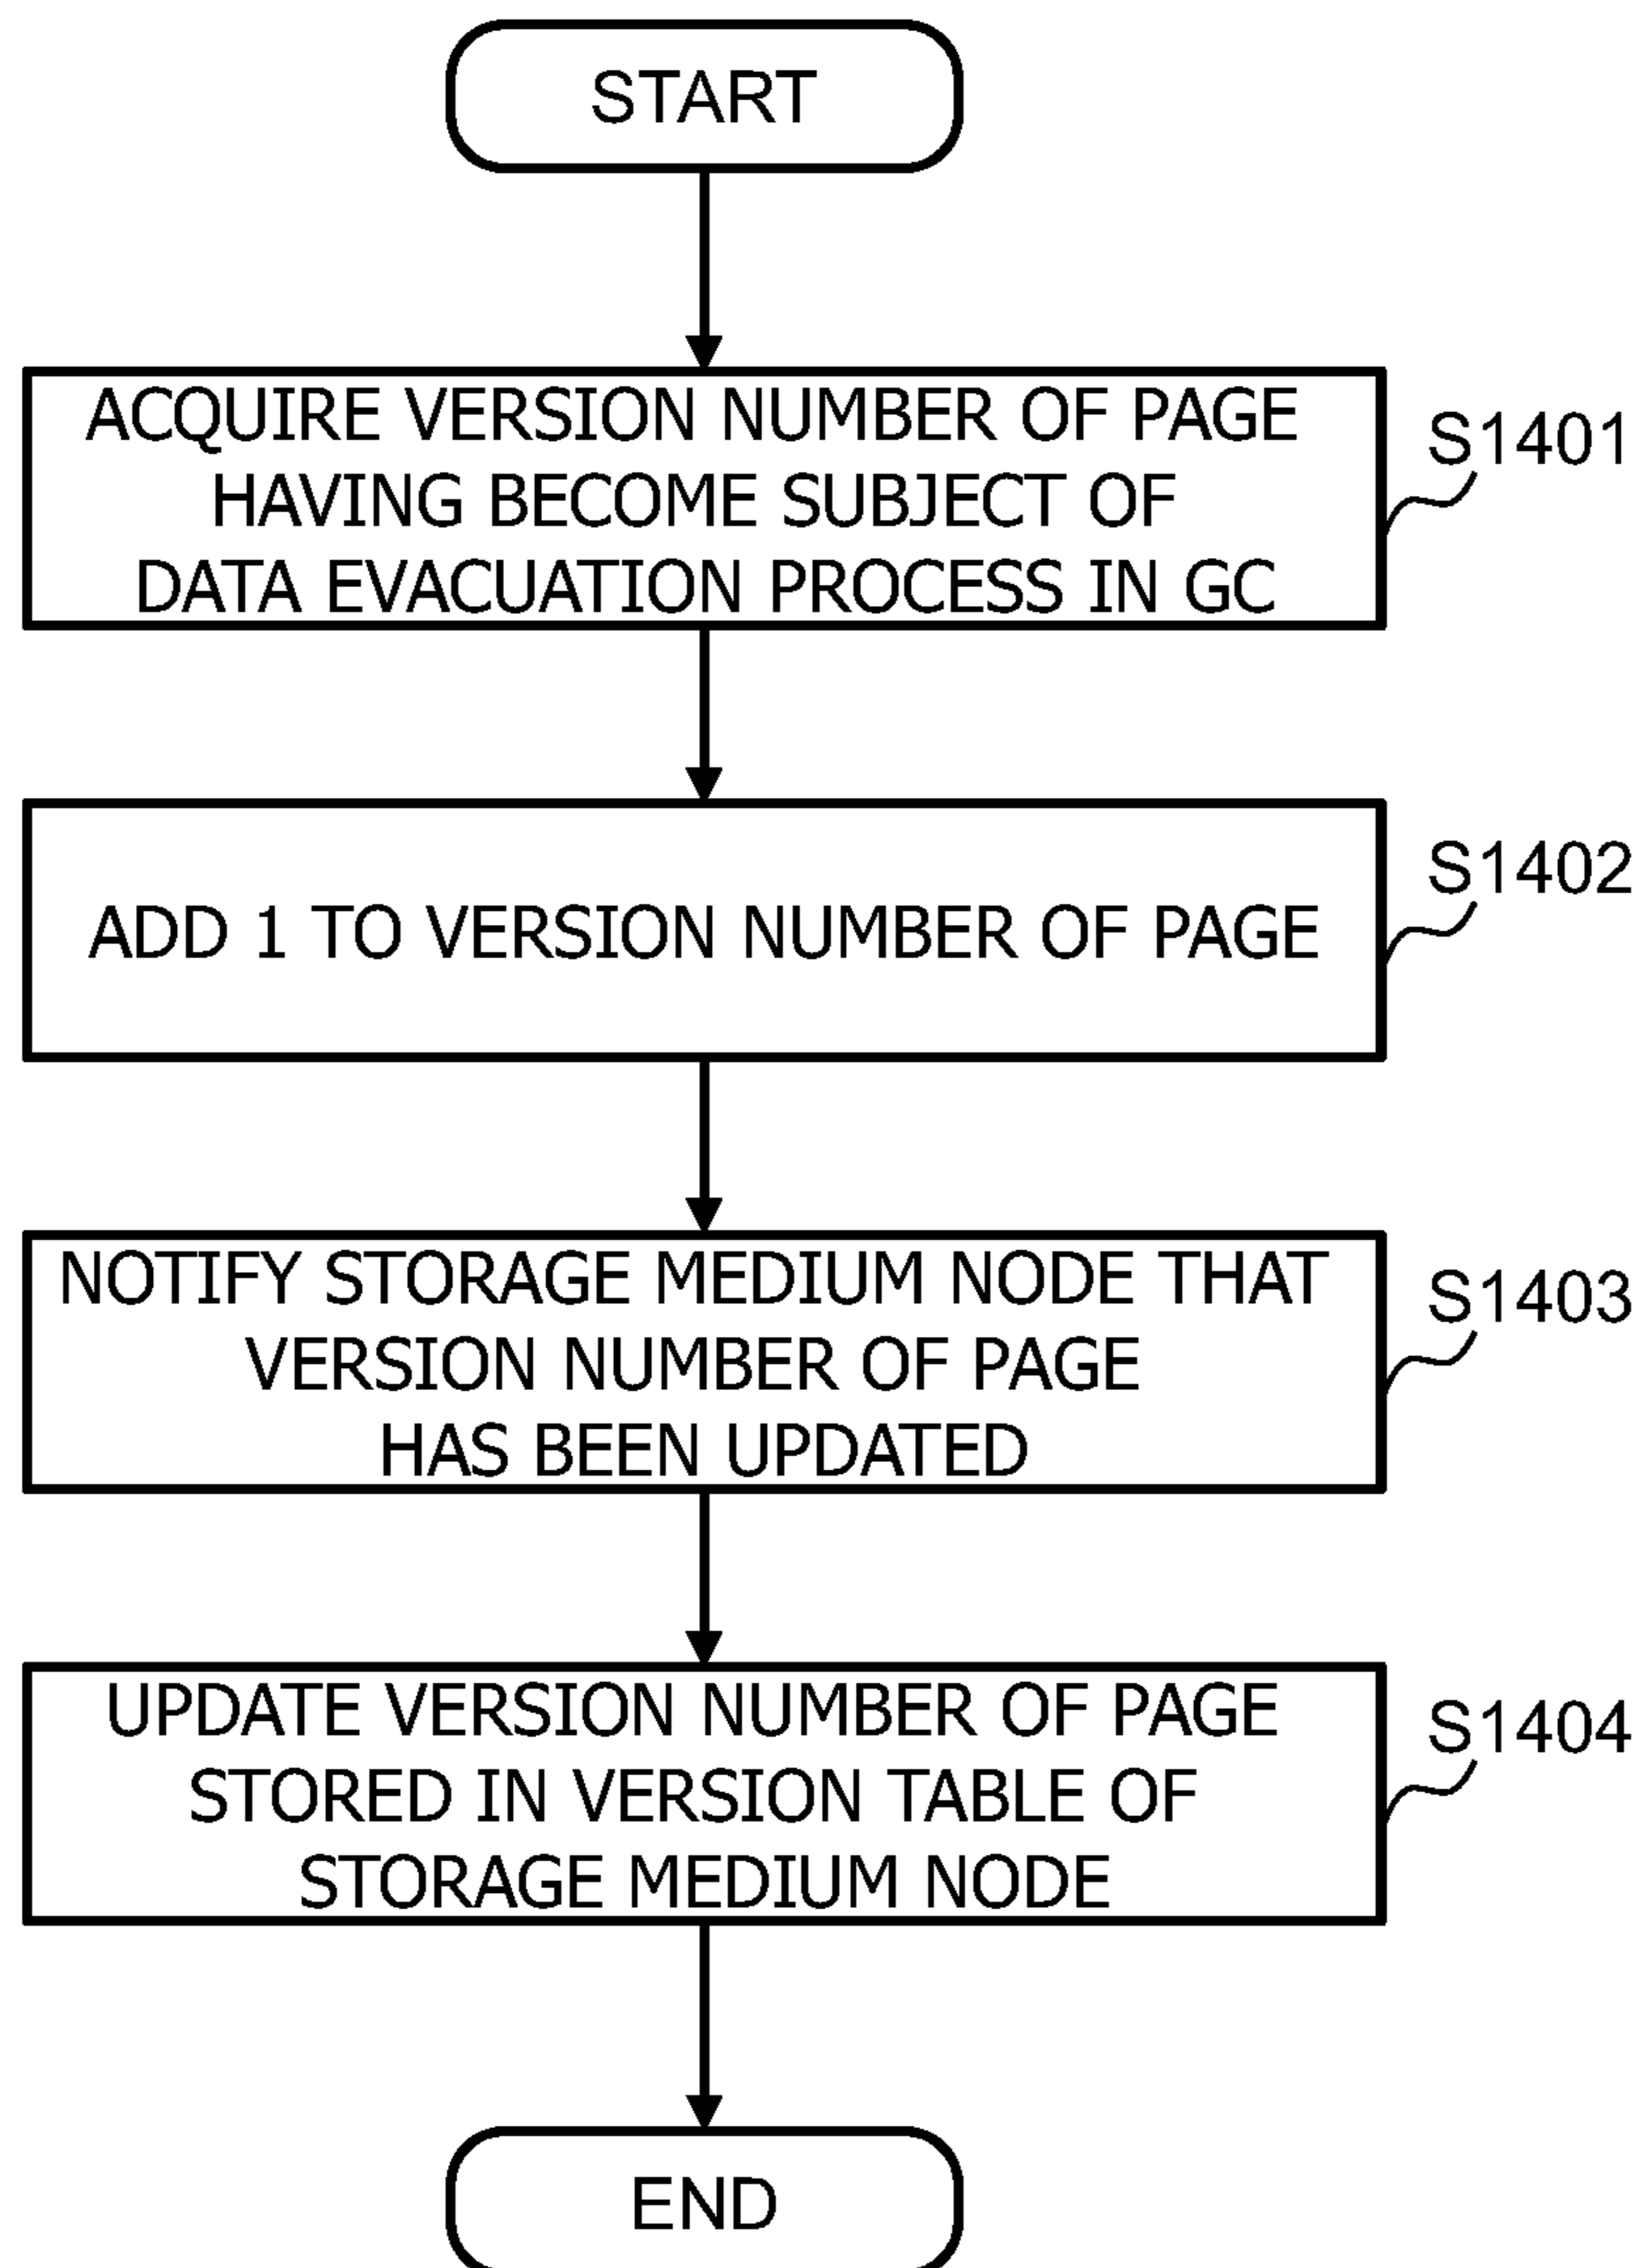 START
ACQUIRE VERSION NUMBER OF PAGE
HAVING BECOME SUBJECT OF
DATA EVACUATION PROCESS IN GC
S1401
ADD 1 TO VERSION NUMBER OF PAGE
S1402
NOTIFY STORAGE MEDIUM NODE THAT
VERSION NUMBER OF PAGE
HAS BEEN UPDATED
S1403
UPDATE VERSION NUMBER OF PAGE
STORED IN VERSION TABLE OF
STORAGE MEDIUM NODE
S1404
END